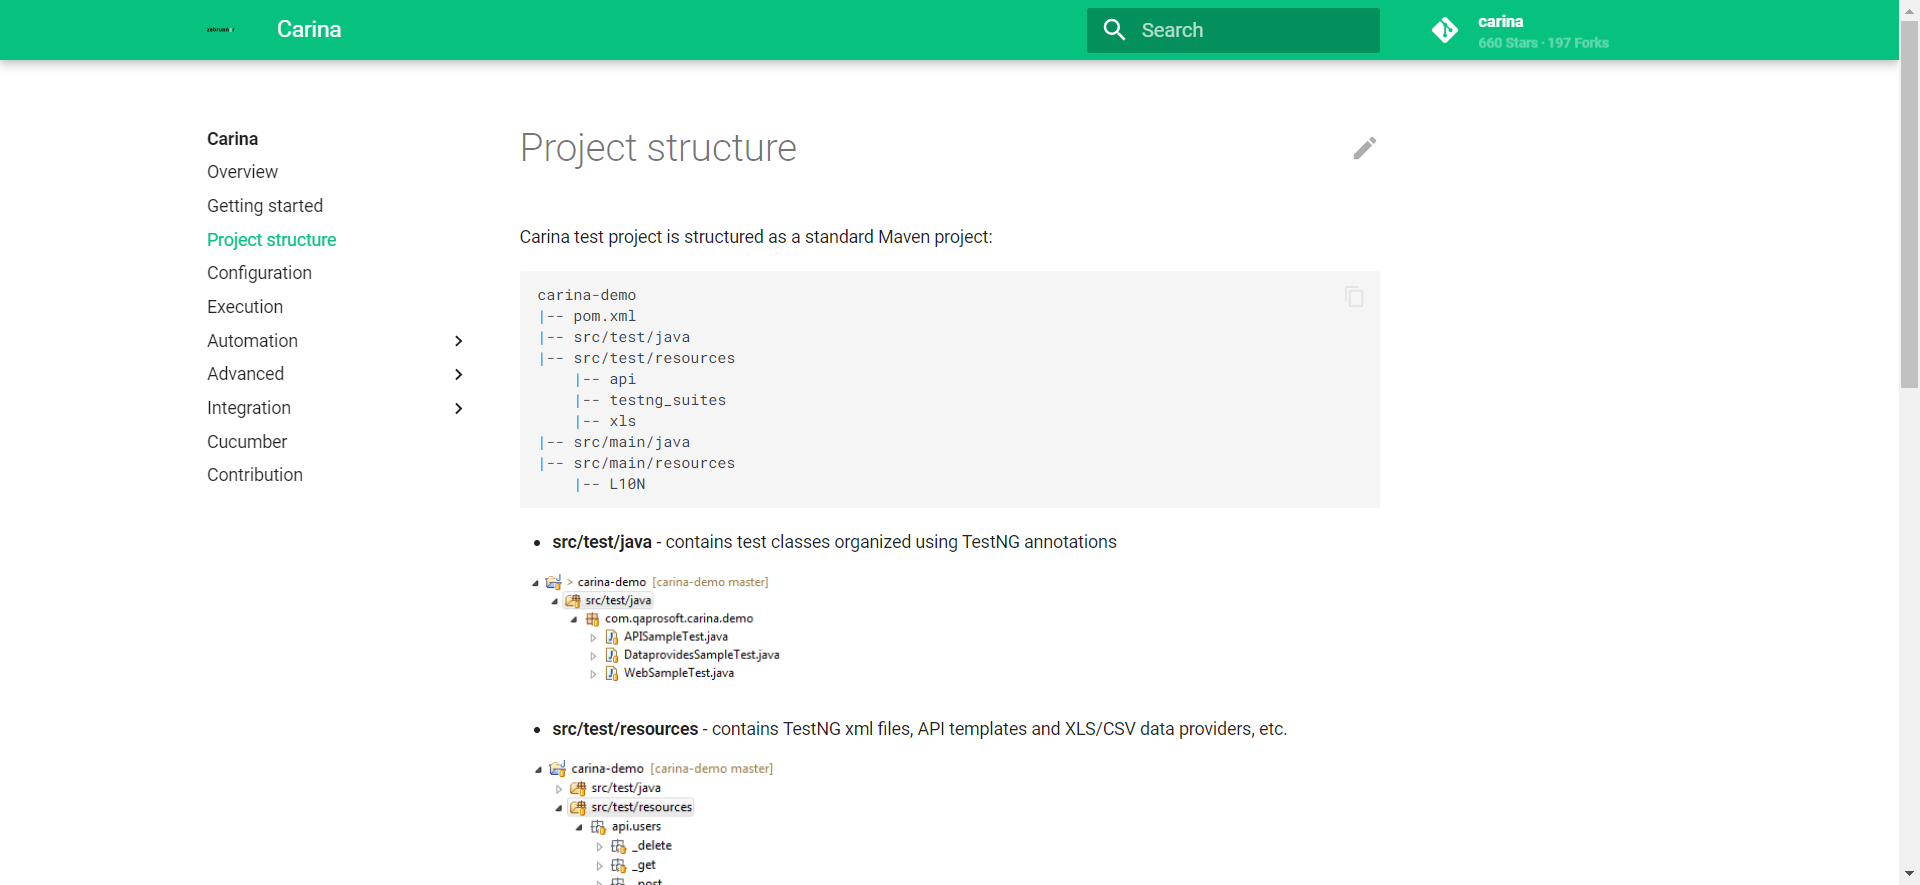 zebrunner
Carina
Search
carina
660 Stars · 197 Forks
Carina
Overview
Getting started
Project structure
Configuration
Execution
Automation
Advanced
Integration
Cucumber
Contribution
Project structure
Carina test project is structured as a standard Maven project:
carina-demo
|-- pom.xml
|-- src/test/java
|-- src/test/resources
    |-- api
    |-- testng_suites
    |-- xls
|-- src/main/java
|-- src/main/resources
    |-- L10N
• src/test/java - contains test classes organized using TestNG annotations
> carina-demo [carina-demo master]
src/test/java
com.qaprosoft.carina.demo
APISampleTest.java
DataprovidesSampleTest.java
WebSampleTest.java
• src/test/resources - contains TestNG xml files, API templates and XLS/CSV data providers, etc.
carina-demo [carina-demo master]
src/test/java
src/test/resources
api.users
_delete
_get
_post